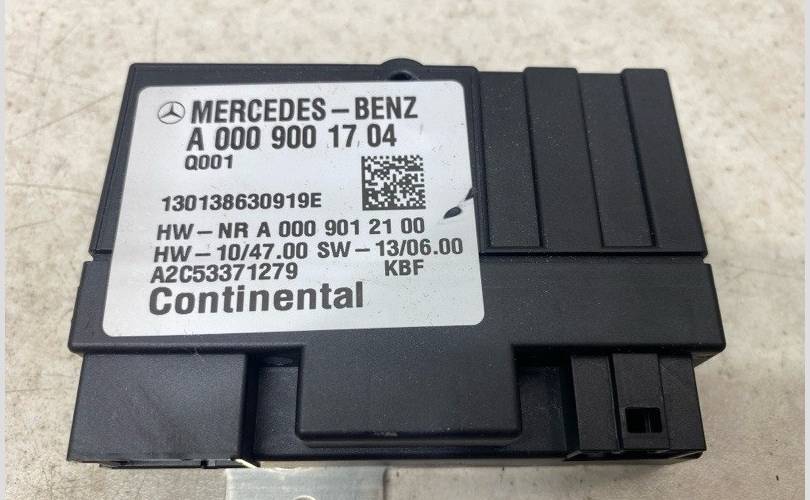 MERCEDES-BENZ
A 000 900 17 04
Q001
130138630919E
HW-NR A 000 901 21 00
HW-10/47.00 SW-13/06.00
A2C53371279 KBF
Continental